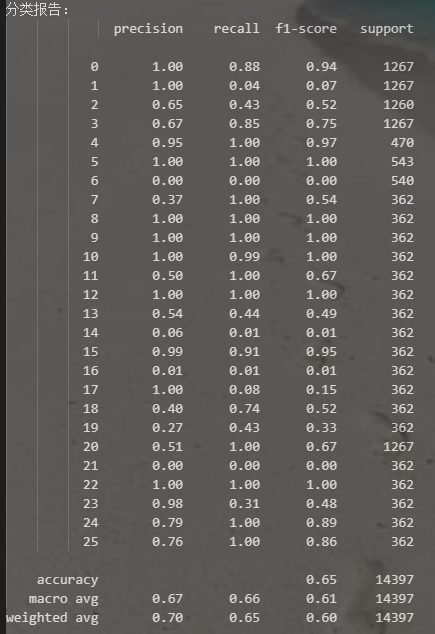 分类报告:
precision recall f1-score support
0 1.00 0.88 0.94 1267
1 1.00 0.04 0.07 1267
2 0.65 0.43 0.52 1260
3 0.67 0.85 0.75 1267
4 0.95 1.00 0.97 470
5 1.00 1.00 1.00 543
6 0.00 0.00 0.00 540
7 0.37 1.00 0.54 362
8 1.00 1.00 1.00 362
9 1.00 1.00 1.00 362
10 1.00 0.99 1.00 362
11 0.50 1.00 0.67 362
12 1.00 1.00 1.00 362
13 0.54 0.44 0.49 362
14 0.06 0.01 0.01 362
15 0.99 0.91 0.95 362
16 0.01 0.01 0.01 362
17 1.00 0.08 0.15 362
18 0.40 0.74 0.52 362
19 0.27 0.43 0.33 362
20 0.51 1.00 0.67 1267
21 0.00 0.00 0.00 362
22 1.00 1.00 1.00 362
23 0.98 0.31 0.48 362
24 0.79 1.00 0.89 362
25 0.76 1.00 0.86 362
accuracy 0.65 14397
macro avg 0.67 0.66 0.61 14397
weighted avg 0.70 0.65 0.60 14397